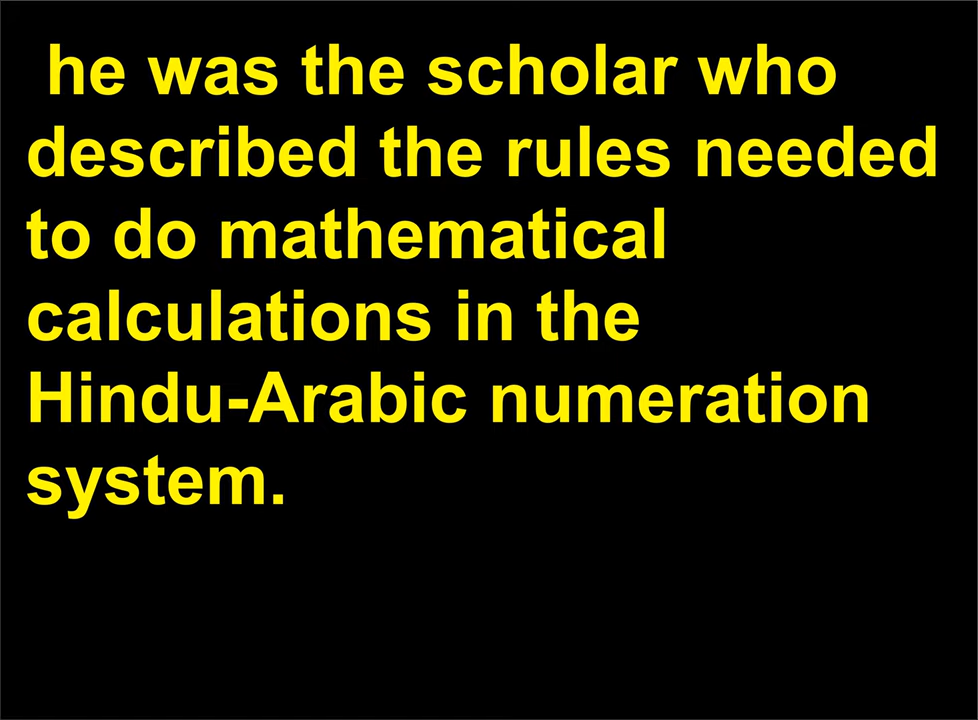 he was the scholar who
described the rules needed
to do mathematical
calculations in the
Hindu-Arabic numeration
system.